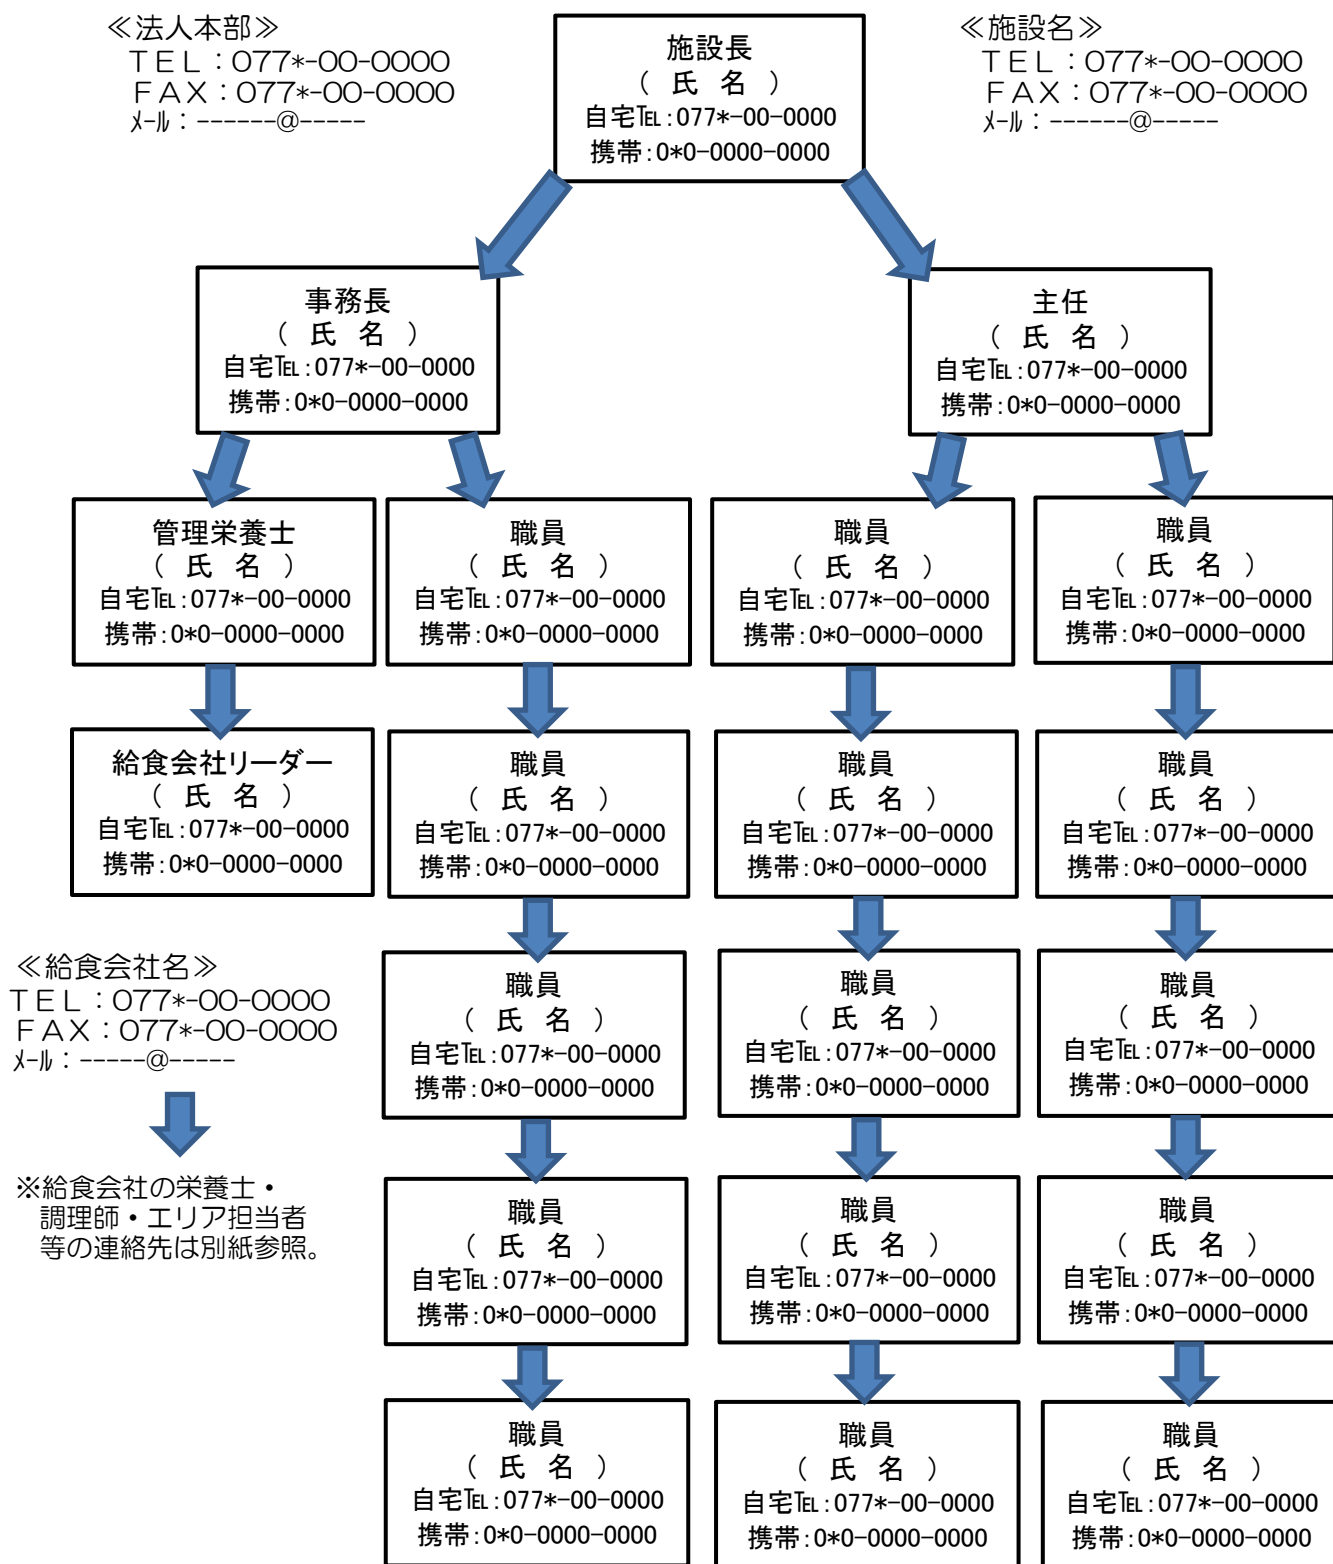 ≪法人本部≫
ＴＥＬ：077*-00-0000
ＦＡＸ：077*-00-0000
ﾒｰﾙ：------@-----
施設長
（ 氏 名 ）
自宅℡：077*-00-0000
携帯：0*0-0000-0000
≪施設名≫
ＴＥＬ：077*-00-0000
ＦＡＸ：077*-00-0000
ﾒｰﾙ：------@-----
事務長
（ 氏 名 ）
自宅℡：077*-00-0000
携帯：0*0-0000-0000
主任
（ 氏 名 ）
自宅℡：077*-00-0000
携帯：0*0-0000-0000
管理栄養士
（ 氏 名 ）
自宅℡：077*-00-0000
携帯：0*0-0000-0000
職員
（ 氏 名 ）
自宅℡：077*-00-0000
携帯：0*0-0000-0000
職員
（ 氏 名 ）
自宅℡：077*-00-0000
携帯：0*0-0000-0000
職員
（ 氏 名 ）
自宅℡：077*-00-0000
携帯：0*0-0000-0000
給食会社リーダー
（ 氏 名 ）
自宅℡：077*-00-0000
携帯：0*0-0000-0000
職員
（ 氏 名 ）
自宅℡：077*-00-0000
携帯：0*0-0000-0000
職員
（ 氏 名 ）
自宅℡：077*-00-0000
携帯：0*0-0000-0000
職員
（ 氏 名 ）
自宅℡：077*-00-0000
携帯：0*0-0000-0000
≪給食会社名≫
ＴＥＬ：077*-00-0000
ＦＡＸ：077*-00-0000
ﾒｰﾙ：-----@-----
職員
（ 氏 名 ）
自宅℡：077*-00-0000
携帯：0*0-0000-0000
職員
（ 氏 名 ）
自宅℡：077*-00-0000
携帯：0*0-0000-0000
職員
（ 氏 名 ）
自宅℡：077*-00-0000
携帯：0*0-0000-0000
※給食会社の栄養士・
調理師・エリア担当者
等の連絡先は別紙参照。
職員
（ 氏 名 ）
自宅℡：077*-00-0000
携帯：0*0-0000-0000
職員
（ 氏 名 ）
自宅℡：077*-00-0000
携帯：0*0-0000-0000
職員
（ 氏 名 ）
自宅℡：077*-00-0000
携帯：0*0-0000-0000
職員
（ 氏 名 ）
自宅℡：077*-00-0000
携帯：0*0-0000-0000
職員
（ 氏 名 ）
自宅℡：077*-00-0000
携帯：0*0-0000-0000
職員
（ 氏 名 ）
自宅℡：077*-00-0000
携帯：0*0-0000-0000